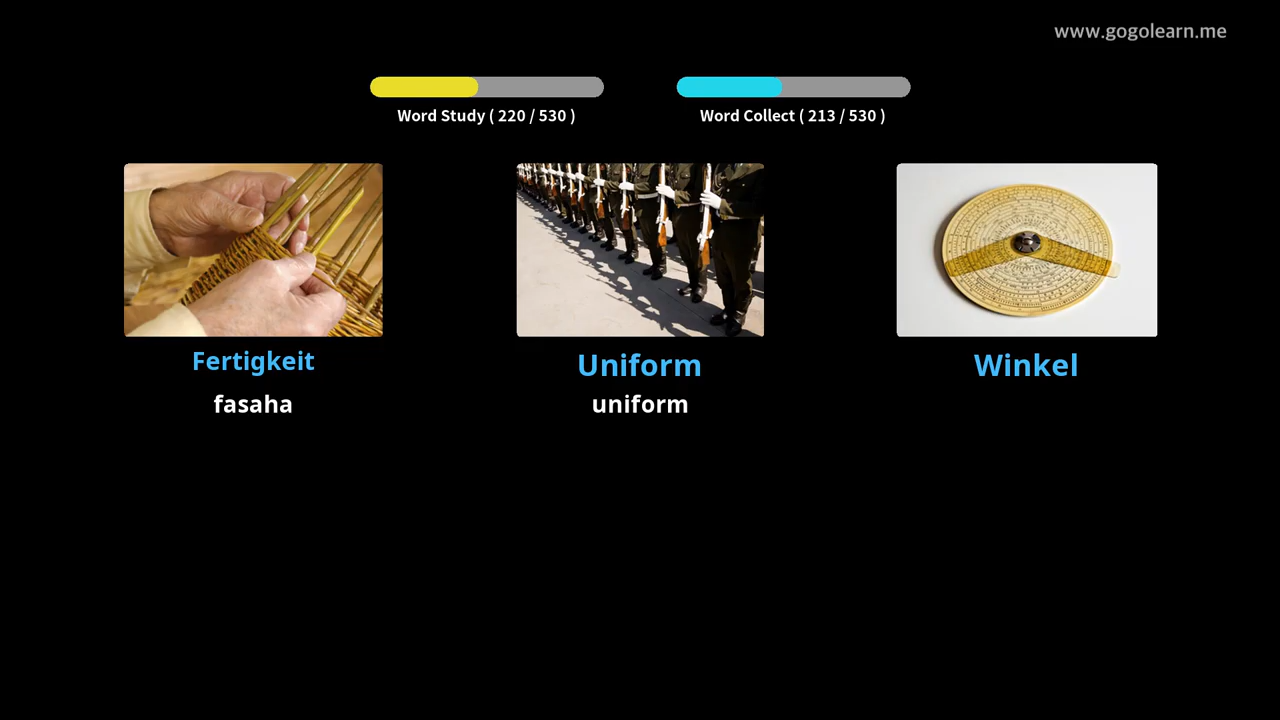 www.gogolearn.me
Word Study ( 220 / 530 )
Word Collect ( 213 / 530 )
Fertigkeit
Uniform
Winkel
fasaha
uniform